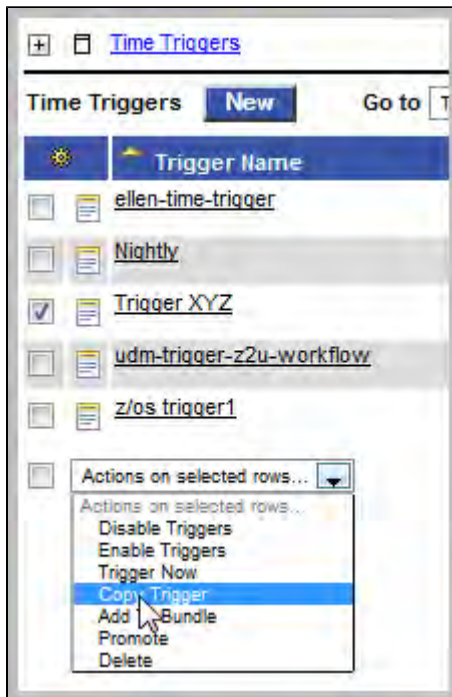 Time Triggers
Time Triggers New Go to T
Trigger Name
ellen-time-trigger
Nightly
Trigger XYZ
udm-trigger-z2u-workflow
z/os trigger1
Actions on selected rows...
Actions on selected rows...
Disable Triggers
Enable Triggers
Trigger Now
Copy Trigger
Add Bundle
Promote
Delete